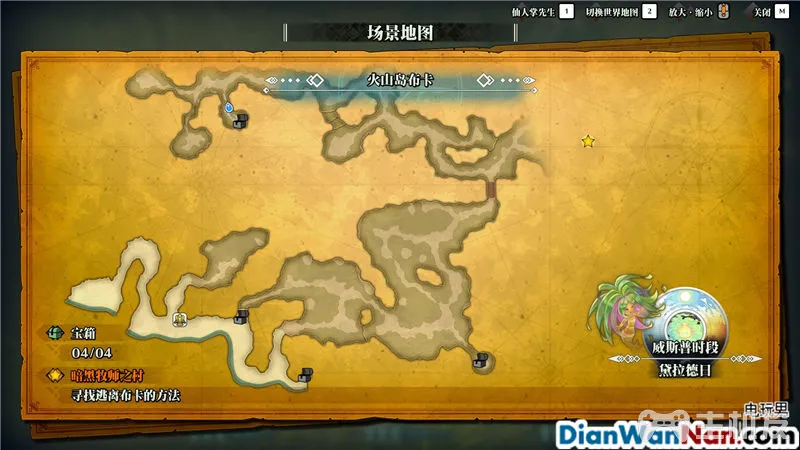 仙人掌先生 1 切换世界地图 2 放大·缩小 关闭 M
场景地图
火山岛布卡
宝箱
04/04
暗黑牧师之村
寻找逃离布卡的方法
威斯普时段
黛拉德日
电玩男
DianWanNan.com